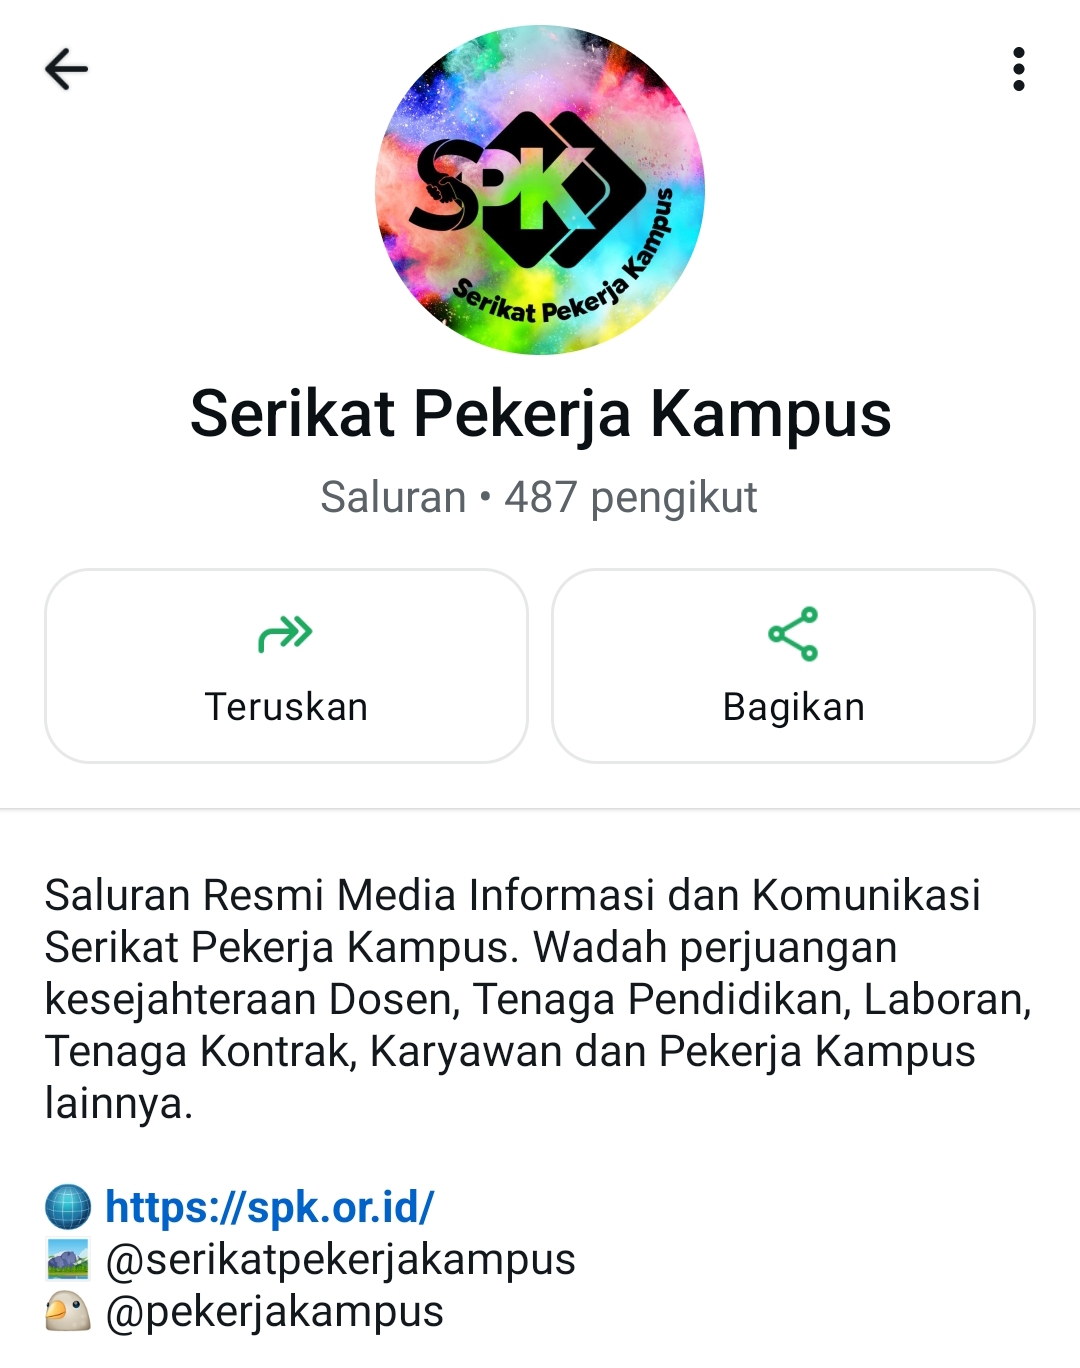 SPK
Serikat Pekerja Kampus
Serikat Pekerja Kampus
Saluran • 487 pengikut
Teruskan
Bagikan
Saluran Resmi Media Informasi dan Komunikasi
Serikat Pekerja Kampus. Wadah perjuangan
kesejahteraan Dosen, Tenaga Pendidikan, Laboran,
Tenaga Kontrak, Karyawan dan Pekerja Kampus
lainnya.
https://spk.or.id/
@serikatpekerjakampus
@pekerjakampus